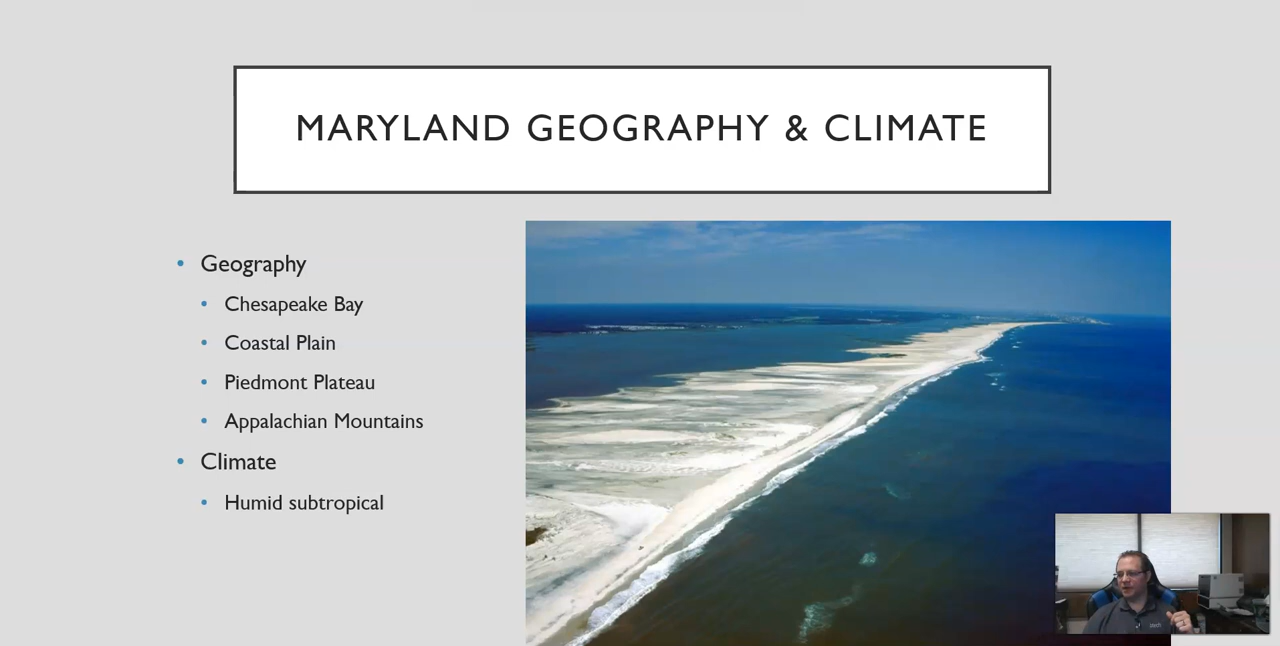 MARYLAND GEOGRAPHY & CLIMATE
Geography
Chesapeake Bay
Coastal Plain
Piedmont Plateau
Appalachian Mountains
Climate
Humid subtropical